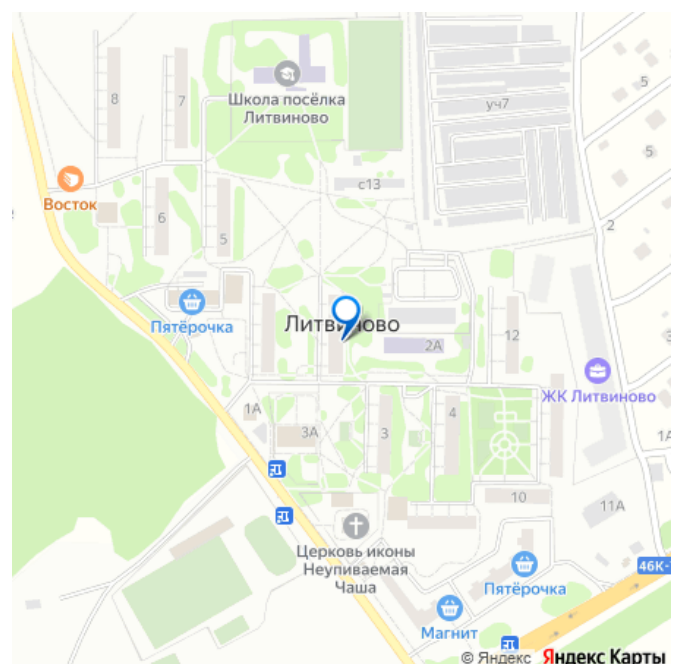 5
8
7
Школа посёлка
Литвиново
уч7
5
с13
Восток
6
5
2
Пятёрочка
Литвиново
2А
12
ЖК Литвиново
1А
3А
3
4
1А
10
11А
Церковь иконы
Неупиваемая
Чаша
46К-
Пятёрочка
Магнит
© Яндекс Яндекс Карты